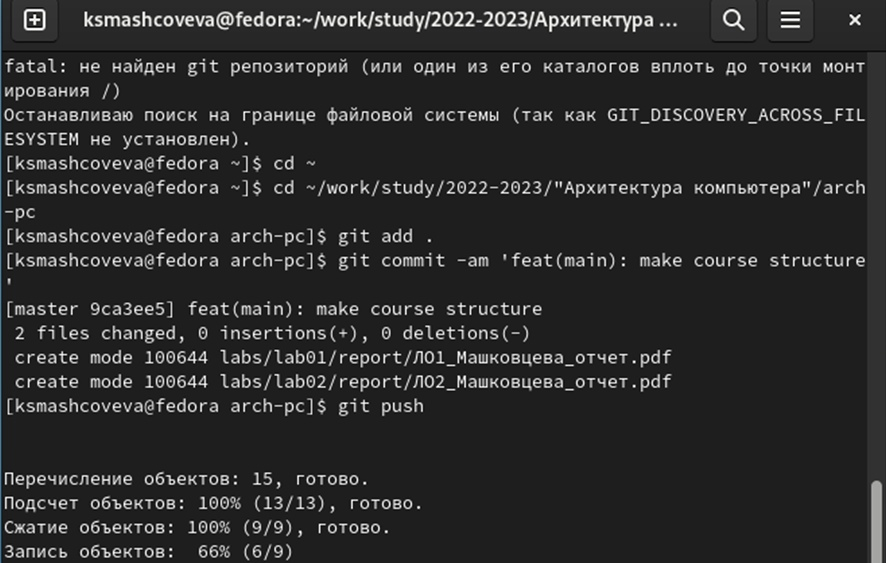 ksmashcoveva@fedora:~/work/study/2022-2023/Архитектура ...
fatal: не найден git репозиторий (или один из его каталогов вплоть до точки монт
ирования /)
Останавливаю поиск на границе файловой системы (так как GIT_DISCOVERY_ACROSS_FIL
ESYSTEM не установлен).
[ksmashcoveva@fedora ~]$ cd ~
[ksmashcoveva@fedora ~]$ cd ~/work/study/2022-2023/"Архитектура компьютера"/arch
-pc
[ksmashcoveva@fedora arch-pc]$ git add .
[ksmashcoveva@fedora arch-pc]$ git commit -am 'feat(main): make course structure
'
[master 9ca3ee5] feat(main): make course structure
 2 files changed, 0 insertions(+), 0 deletions(-)
 create mode 100644 labs/lab01/report/ЛО1_Машковцева_отчет.pdf
 create mode 100644 labs/lab02/report/ЛО2_Машковцева_отчет.pdf
[ksmashcoveva@fedora arch-pc]$ git push
Перечисление объектов: 15, готово.
Подсчет объектов: 100% (13/13), готово.
Сжатие объектов: 100% (9/9), готово.
Запись объектов:  66% (6/9)